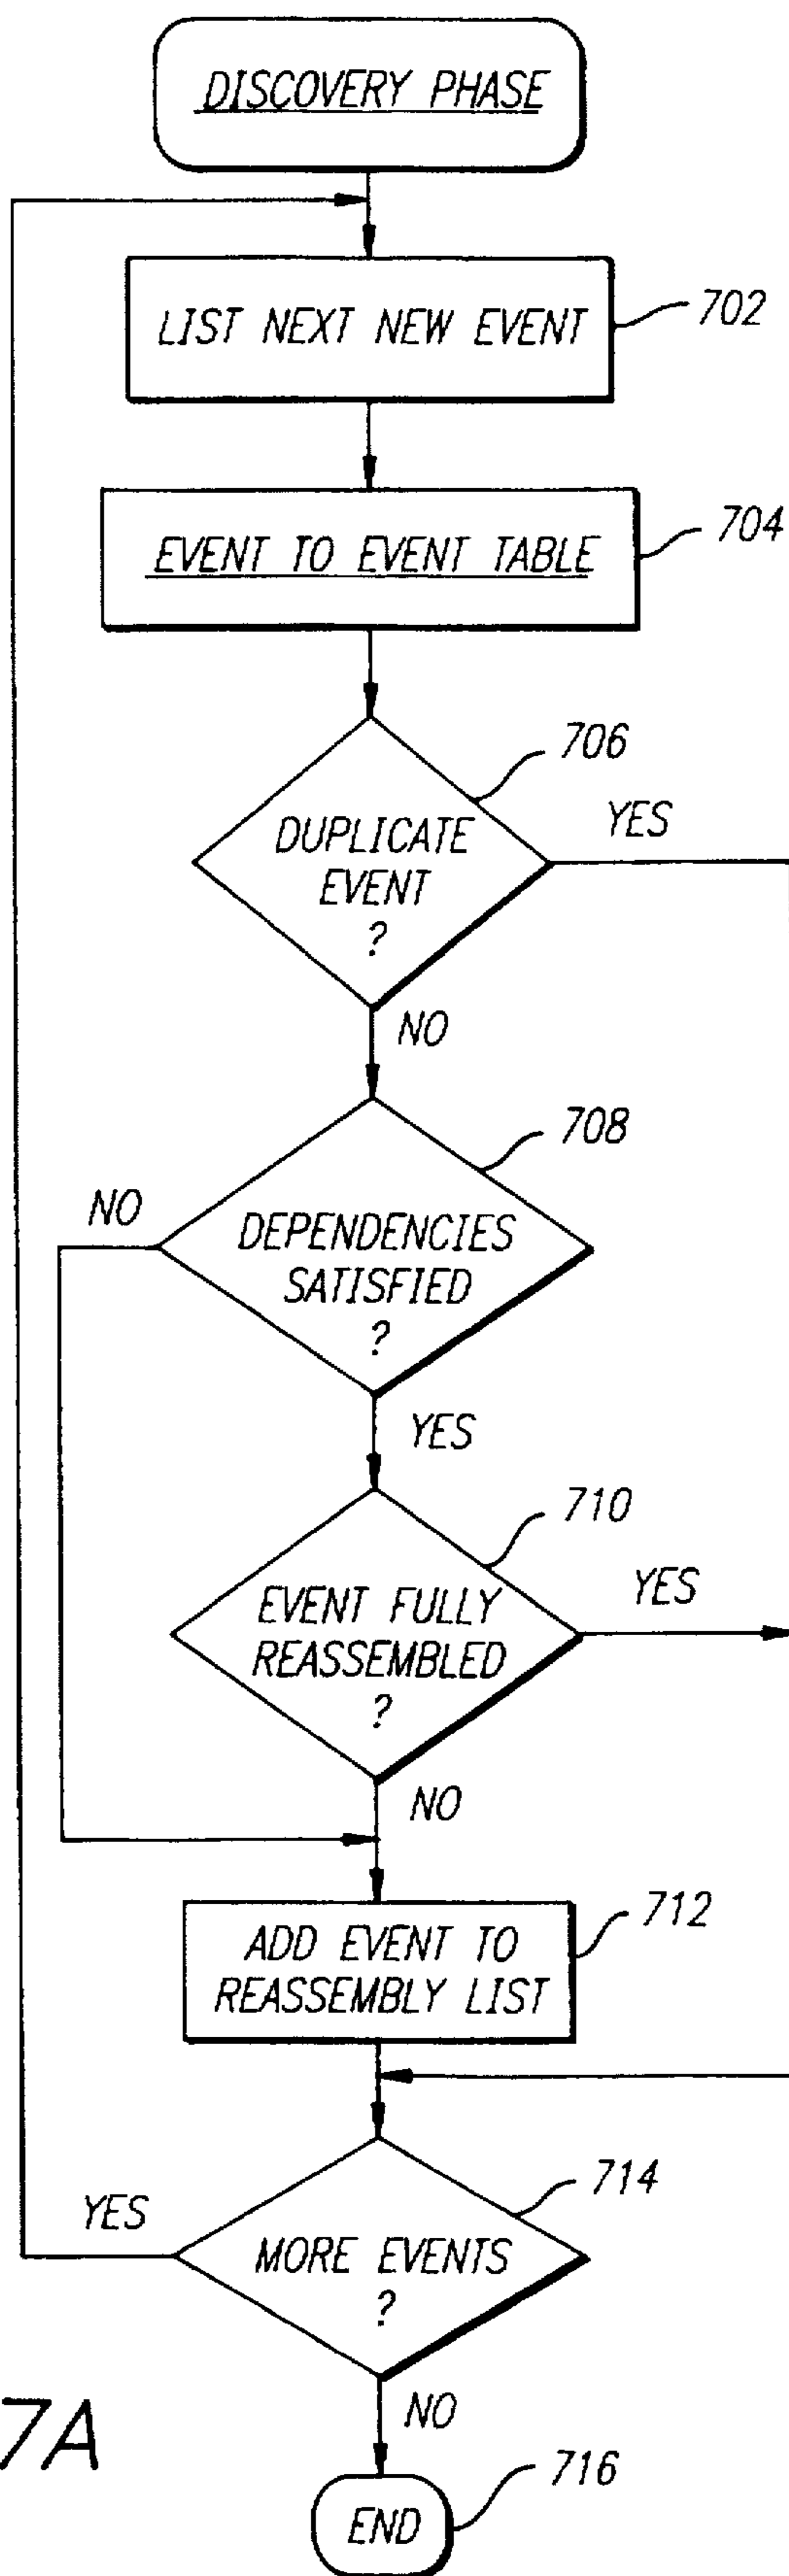 DISCOVERY PHASE
LIST NEXT NEW EVENT
702
EVENT TO EVENT TABLE
704
706
DUPLICATE
EVENT
?
YES
NO
708
NO
DEPENDENCIES
SATISFIED
?
YES
710
EVENT FULLY
REASSEMBLED
?
YES
NO
712
ADD EVENT TO
REASSEMBLY LIST
714
YES
MORE EVENTS
?
NO
7A
716
END